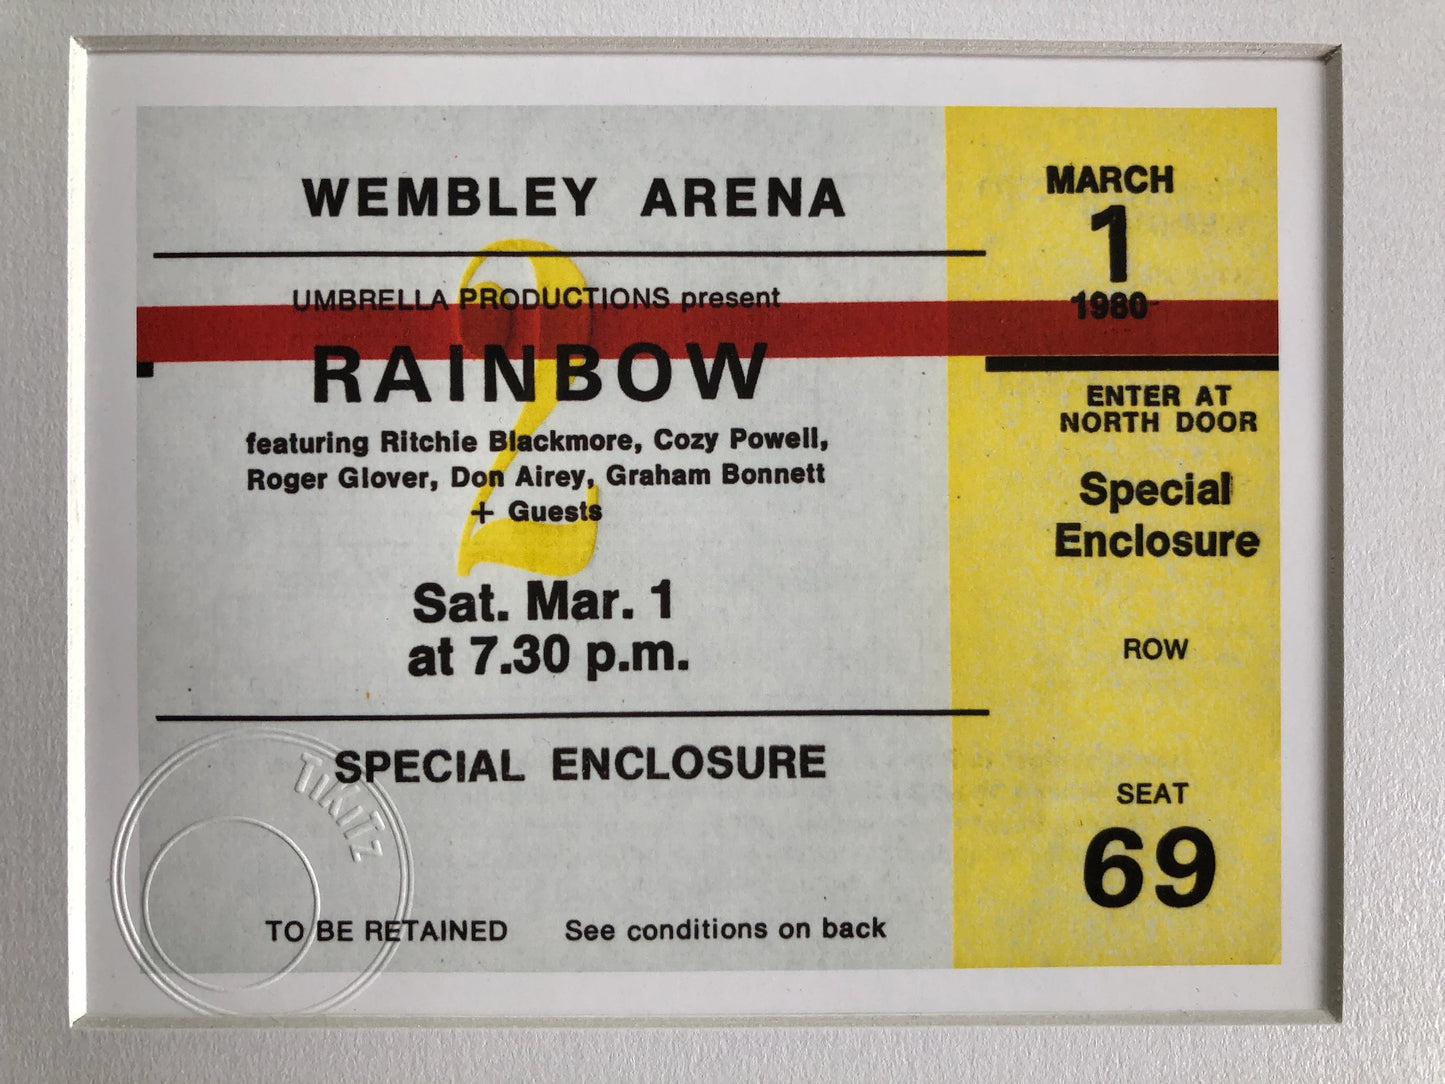 WEMBLEY ARENA
UMBRELLA PRODUCTIONS present
2
RAINBOW
featuring Ritchie Blackmore, Cozy Powell,
Roger Glover, Don Airey, Graham Bonnett
+ Guests
Sat. Mar. 1
at 7.30 p.m.
SPECIAL ENCLOSURE
TIKITZ
TO BE RETAINED See conditions on back
MARCH
1
1980
ENTER AT
NORTH DOOR
Special
Enclosure
ROW
SEAT
69